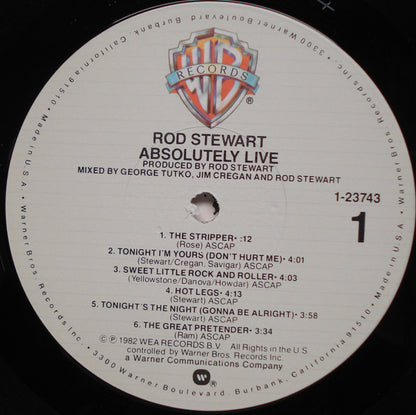 WB
RECORDS
®
ROD STEWART
ABSOLUTELY LIVE
PRODUCED BY ROD STEWART
MIXED BY GEORGE TUTKO, JIM CREGAN AND ROD STEWART
1-23743
1
1. THE STRIPPER• :12
(Rose) ASCAP
2. TONIGHT I'M YOURS (DON'T HURT ME)• 4:01
(Stewart/Cregan, Savigar) ASCAP
3. SWEET LITTLE ROCK AND ROLLER• 4:03
(Yellowstone/Danova/Howdar) ASCAP
4. HOT LEGS• 4:13
(Stewart) ASCAP
5. TONIGHT'S THE NIGHT (GONNA BE ALRIGHT)• 3:58
(Stewart) ASCAP
6. THE GREAT PRETENDER• 3:34
(Ram) ASCAP
© ℗ 1982 WEA RECORDS B.V. All Rights in the U.S.
controlled by Warner Bros. Records Inc.
a Warner Communications Company
• 3300 Warner Boulevard, Burbank, California 91510 • Made in U.S.A. • Warner Bros. Records Inc. • 3300 Warner Boulevard, Burbank, California 91510 • Made in U.S.A. • Warner Bros. Records Inc.